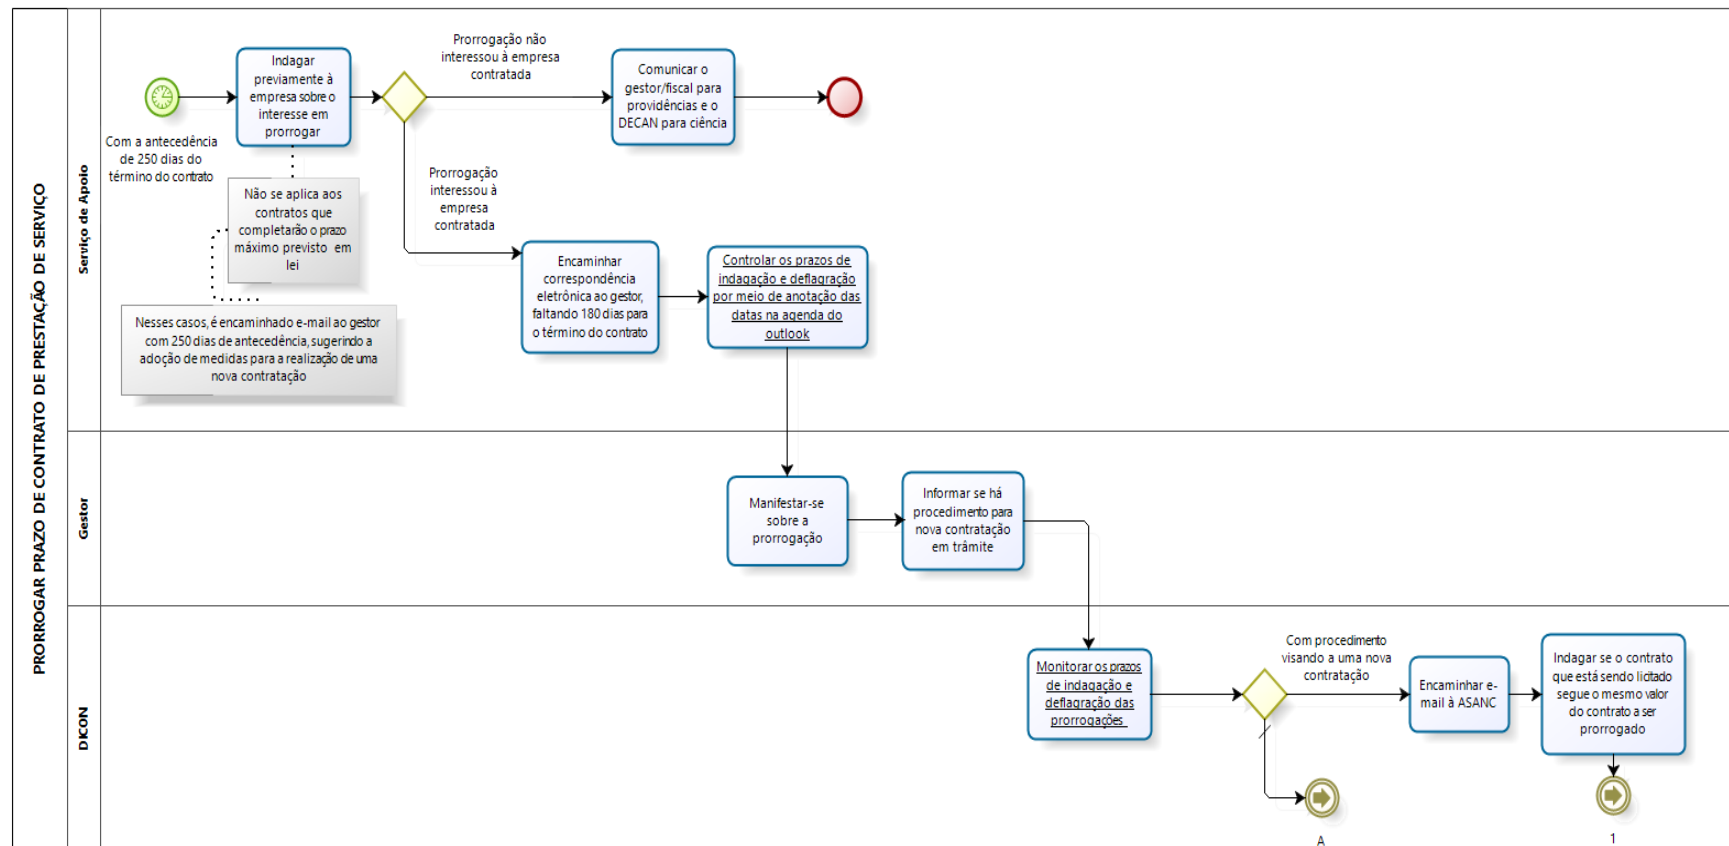 PRORROGAR PRAZO DE CONTRATO DE PRESTAÇÃO DE SERVIÇO
Serviço de Apoio
Com a antecedência
de 250 dias do
término do contrato
Indagar
previamente à
empresa sobre o
interesse em
prorrogar
Não se aplica aos
contratos que
completarão o prazo
máximo previsto em
lei
Nesses casos, é encaminhado e-mail ao gestor
com 250 dias de antecedência, sugerindo a
adoção de medidas para a realização de uma
nova contratação
Prorrogação não
interessou à empresa
contratada
Comunicar o
gestor/fiscal para
providências e o
DECAN para ciência
Prorrogação
interessou à
empresa
contratada
Encaminhar
correspondência
eletrônica ao gestor,
faltando 180 dias para
o término do contrato
Controlar os prazos de
indagação e deflagração
por meio de anotação das
datas na agenda do
outlook
Gestor
Manifestar-se
sobre a
prorrogação
Informar se há
procedimento para
nova contratação
em trâmite
DICON
Monitorar os prazos
de indagação e
deflagração das
prorrogações
Com procedimento
visando a uma nova
contratação
Encaminhar e-
mail à ASANC
Indagar se o contrato
que está sendo licitado
segue o mesmo valor
do contrato a ser
prorrogado
A
1